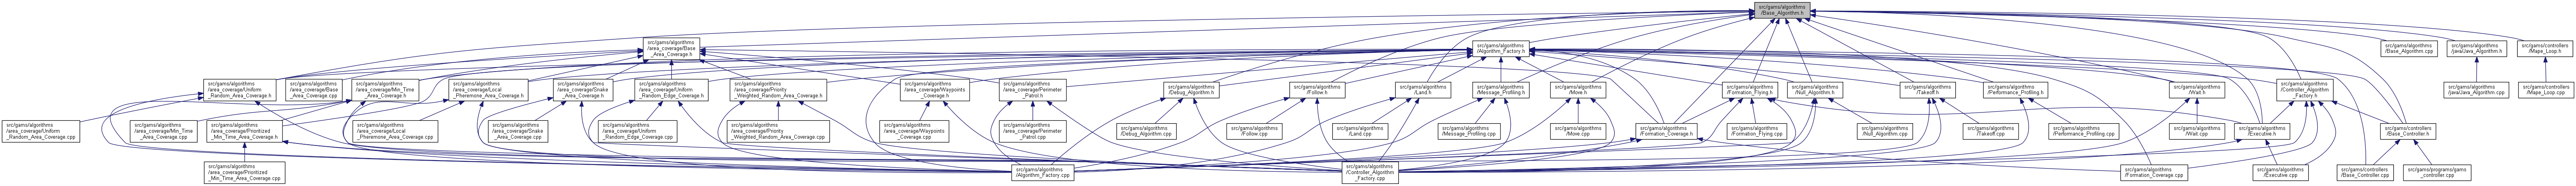 src/gams/algorithms
/Base_Algorithm.h
src/gams/algorithms
/area_coverage/Base
_Area_Coverage.h
src/gams/algorithms
/Algorithm_Factory.h
src/gams/algorithms
/Base_Algorithm.cpp
src/gams/algorithms
/java/Java_Algorithm.h
src/gams/controllers
/Mape_Loop.h
src/gams/algorithms
/area_coverage/Uniform
_Random_Area_Coverage.h
src/gams/algorithms
/area_coverage/Base
_Area_Coverage.cpp
src/gams/algorithms
/area_coverage/Min_Time
_Area_Coverage.h
src/gams/algorithms
/area_coverage/Local
_Pheremone_Area_Coverage.h
src/gams/algorithms
/area_coverage/Snake
_Area_Coverage.h
src/gams/algorithms
/area_coverage/Uniform
_Random_Edge_Coverage.h
src/gams/algorithms
/area_coverage/Priority
_Weighted_Random_Area_Coverage.h
src/gams/algorithms
/area_coverage/Waypoints
_Coverage.h
src/gams/algorithms
/area_coverage/Perimeter
_Patrol.h
src/gams/algorithms
/Debug_Algorithm.h
src/gams/algorithms
/Follow.h
src/gams/algorithms
/Land.h
src/gams/algorithms
/Message_Profiling.h
src/gams/algorithms
/Move.h
src/gams/algorithms
/Formation_Flying.h
src/gams/algorithms
/Null_Algorithm.h
src/gams/algorithms
/Takeoff.h
src/gams/algorithms
/Performance_Profiling.h
src/gams/algorithms
/Wait.h
src/gams/algorithms
/Controller_Algorithm
_Factory.h
src/gams/algorithms
/java/Java_Algorithm.cpp
src/gams/controllers
/Mape_Loop.cpp
src/gams/algorithms
/area_coverage/Uniform
_Random_Area_Coverage.cpp
src/gams/algorithms
/area_coverage/Min_Time
_Area_Coverage.cpp
src/gams/algorithms
/area_coverage/Prioritized
_Min_Time_Area_Coverage.h
src/gams/algorithms
/area_coverage/Local
_Pheremone_Area_Coverage.cpp
src/gams/algorithms
/area_coverage/Snake
_Area_Coverage.cpp
src/gams/algorithms
/area_coverage/Uniform
_Random_Edge_Coverage.cpp
src/gams/algorithms
/area_coverage/Priority
_Weighted_Random_Area_Coverage.cpp
src/gams/algorithms
/area_coverage/Waypoints
_Coverage.cpp
src/gams/algorithms
/area_coverage/Perimeter
_Patrol.cpp
src/gams/algorithms
/Debug_Algorithm.cpp
src/gams/algorithms
/Follow.cpp
src/gams/algorithms
/Land.cpp
src/gams/algorithms
/Message_Profiling.cpp
src/gams/algorithms
/Move.cpp
src/gams/algorithms
/Formation_Coverage.h
src/gams/algorithms
/Formation_Flying.cpp
src/gams/algorithms
/Null_Algorithm.cpp
src/gams/algorithms
/Takeoff.cpp
src/gams/algorithms
/Performance_Profiling.cpp
src/gams/algorithms
/Wait.cpp
src/gams/algorithms
/Executive.h
src/gams/controllers
/Base_Controller.h
src/gams/algorithms
/area_coverage/Prioritized
_Min_Time_Area_Coverage.cpp
src/gams/algorithms
/Algorithm_Factory.cpp
src/gams/algorithms
/Controller_Algorithm
_Factory.cpp
src/gams/algorithms
/Formation_Coverage.cpp
src/gams/algorithms
/Executive.cpp
src/gams/controllers
/Base_Controller.cpp
src/gams/programs/gams
_controller.cpp